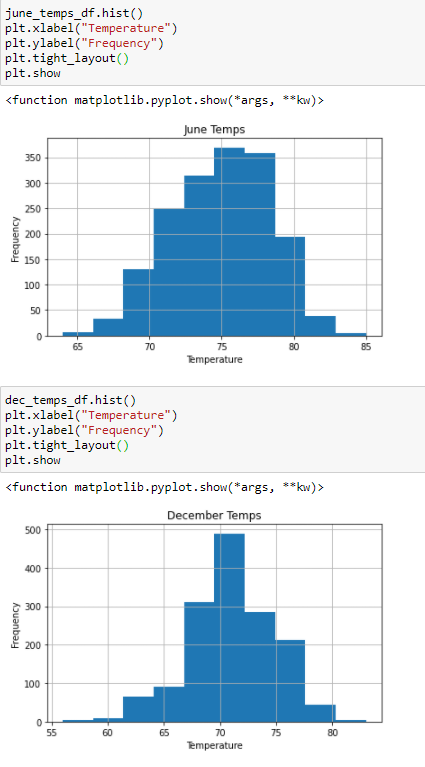 june_temps_df.hist()
plt.xlabel("Temperature")
plt.ylabel("Frequency")
plt.tight_layout()
plt.show
<function matplotlib.pyplot.show(*args, **kw)>
June Temps
350
300
250
200
150
100
50
0
Frequency
65 70 75 80 85
Temperature
dec_temps_df.hist()
plt.xlabel("Temperature")
plt.ylabel("Frequency")
plt.tight_layout()
plt.show
<function matplotlib.pyplot.show(*args, **kw)>
December Temps
500
400
300
200
100
0
Frequency
55 60 65 70 75 80
Temperature